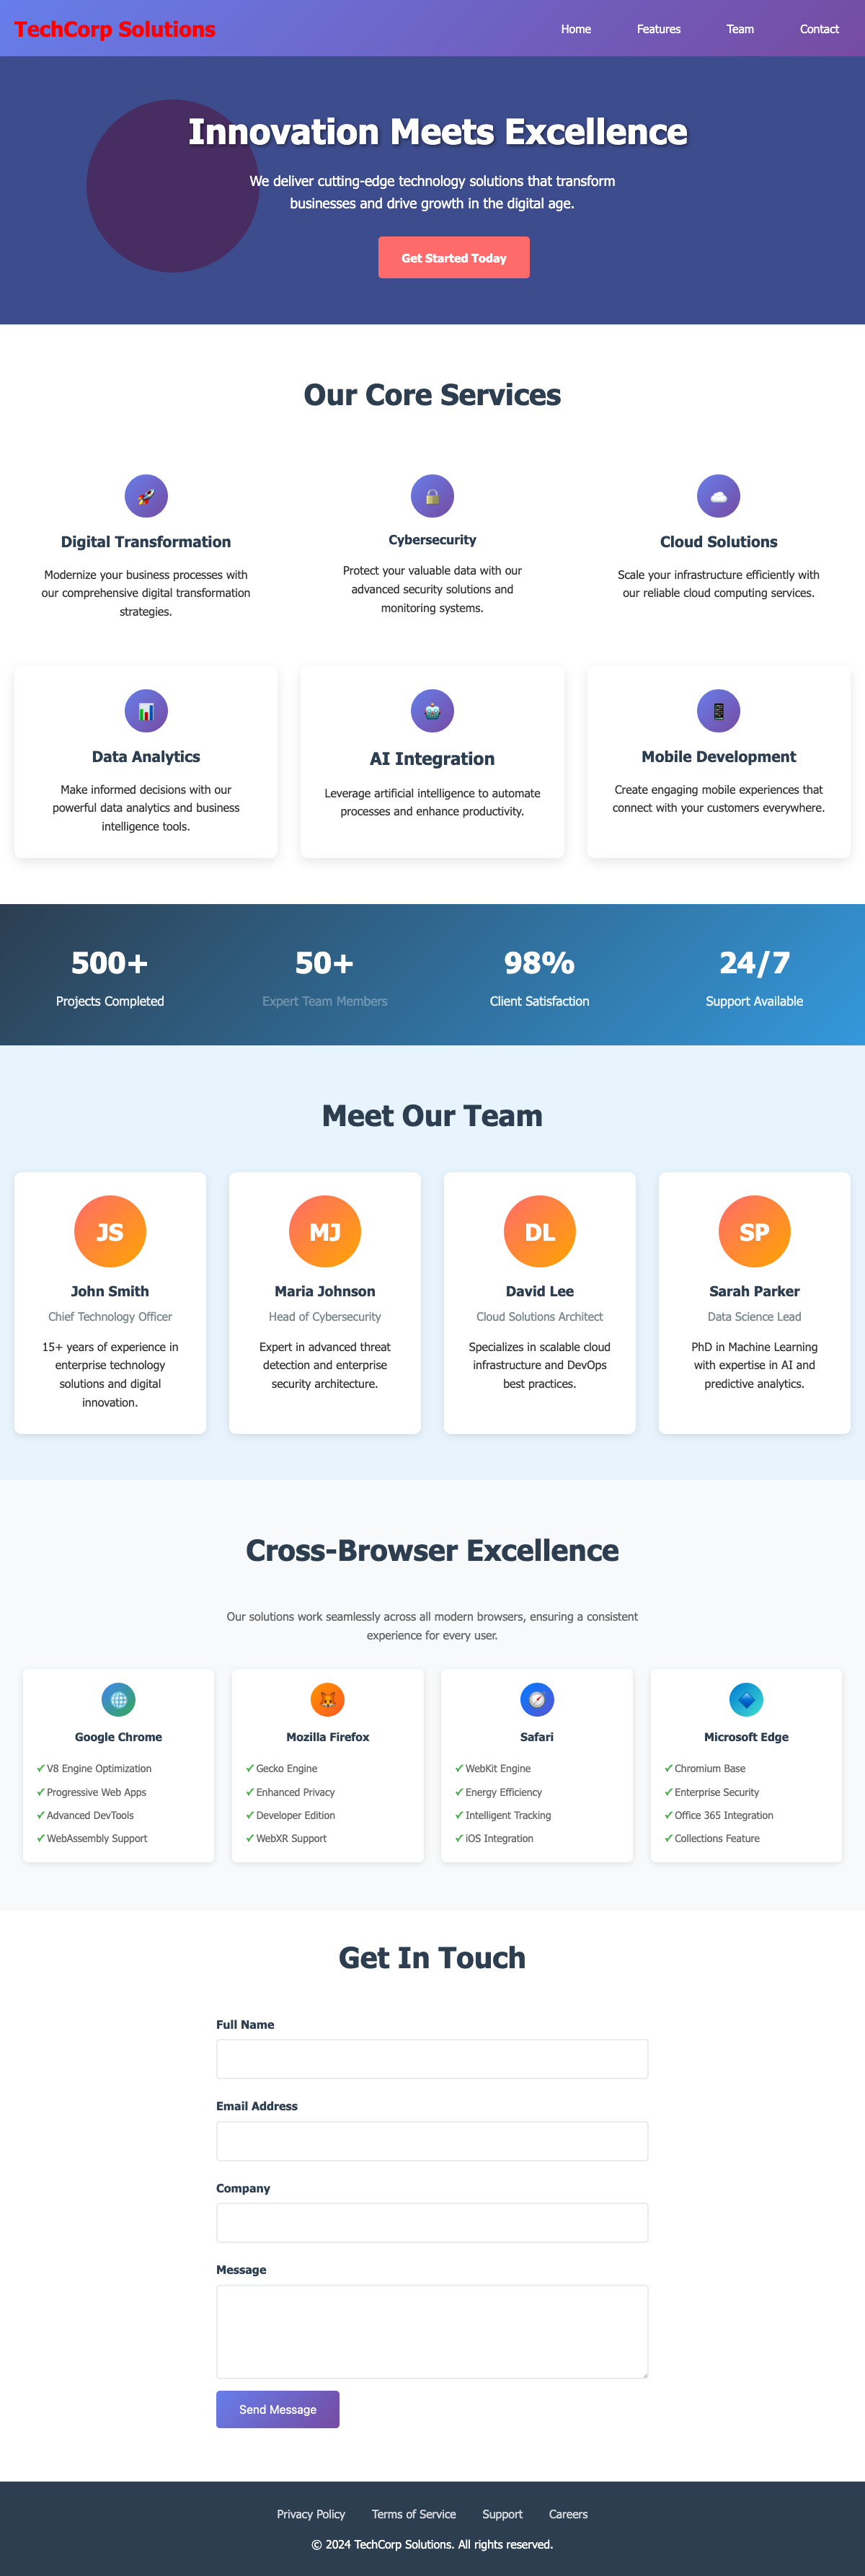 TechCorp Solutions
Home
Features
Team
Contact
Innovation Meets Excellence
We deliver cutting-edge technology solutions that transform
businesses and drive growth in the digital age.
Get Started Today
Our Core Services
Digital Transformation
Modernize your business processes with
our comprehensive digital transformation
strategies.
Cybersecurity
Protect your valuable data with our
advanced security solutions and
monitoring systems.
Cloud Solutions
Scale your infrastructure efficiently with
our reliable cloud computing services.
Data Analytics
Make informed decisions with our
powerful data analytics and business
intelligence tools.
AI Integration
Leverage artificial intelligence to automate
processes and enhance productivity.
Mobile Development
Create engaging mobile experiences that
connect with your customers everywhere.
500+
Projects Completed
50+
Expert Team Members
98%
Client Satisfaction
24/7
Support Available
Meet Our Team
JS
John Smith
Chief Technology Officer
15+ years of experience in
enterprise technology
solutions and digital
innovation.
MJ
Maria Johnson
Head of Cybersecurity
Expert in advanced threat
detection and enterprise
security architecture.
DL
David Lee
Cloud Solutions Architect
Specializes in scalable cloud
infrastructure and DevOps
best practices.
SP
Sarah Parker
Data Science Lead
PhD in Machine Learning
with expertise in AI and
predictive analytics.
Cross-Browser Excellence
Our solutions work seamlessly across all modern browsers, ensuring a consistent
experience for every user.
Google Chrome
✓ V8 Engine Optimization
✓ Progressive Web Apps
✓ Advanced DevTools
✓ WebAssembly Support
Mozilla Firefox
✓ Gecko Engine
✓ Enhanced Privacy
✓ Developer Edition
✓ WebXR Support
Safari
✓ WebKit Engine
✓ Energy Efficiency
✓ Intelligent Tracking
✓ iOS Integration
Microsoft Edge
✓ Chromium Base
✓ Enterprise Security
✓ Office 365 Integration
✓ Collections Feature
Get In Touch
Full Name
Email Address
Company
Message
Send Message
Privacy Policy
Terms of Service
Support
Careers
© 2024 TechCorp Solutions. All rights reserved.